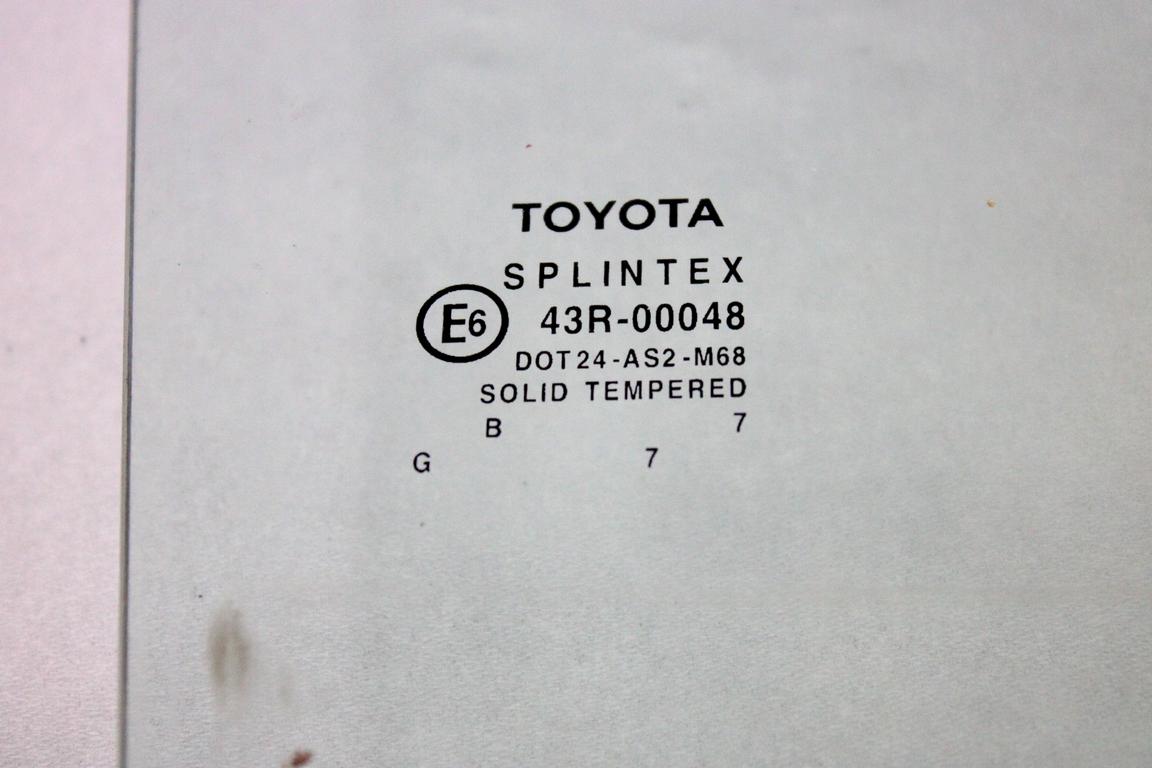 TOYOTA
SPLINTEX
E6 43R-00048
DOT24-AS2-M68
SOLID TEMPERED
B 7
G 7